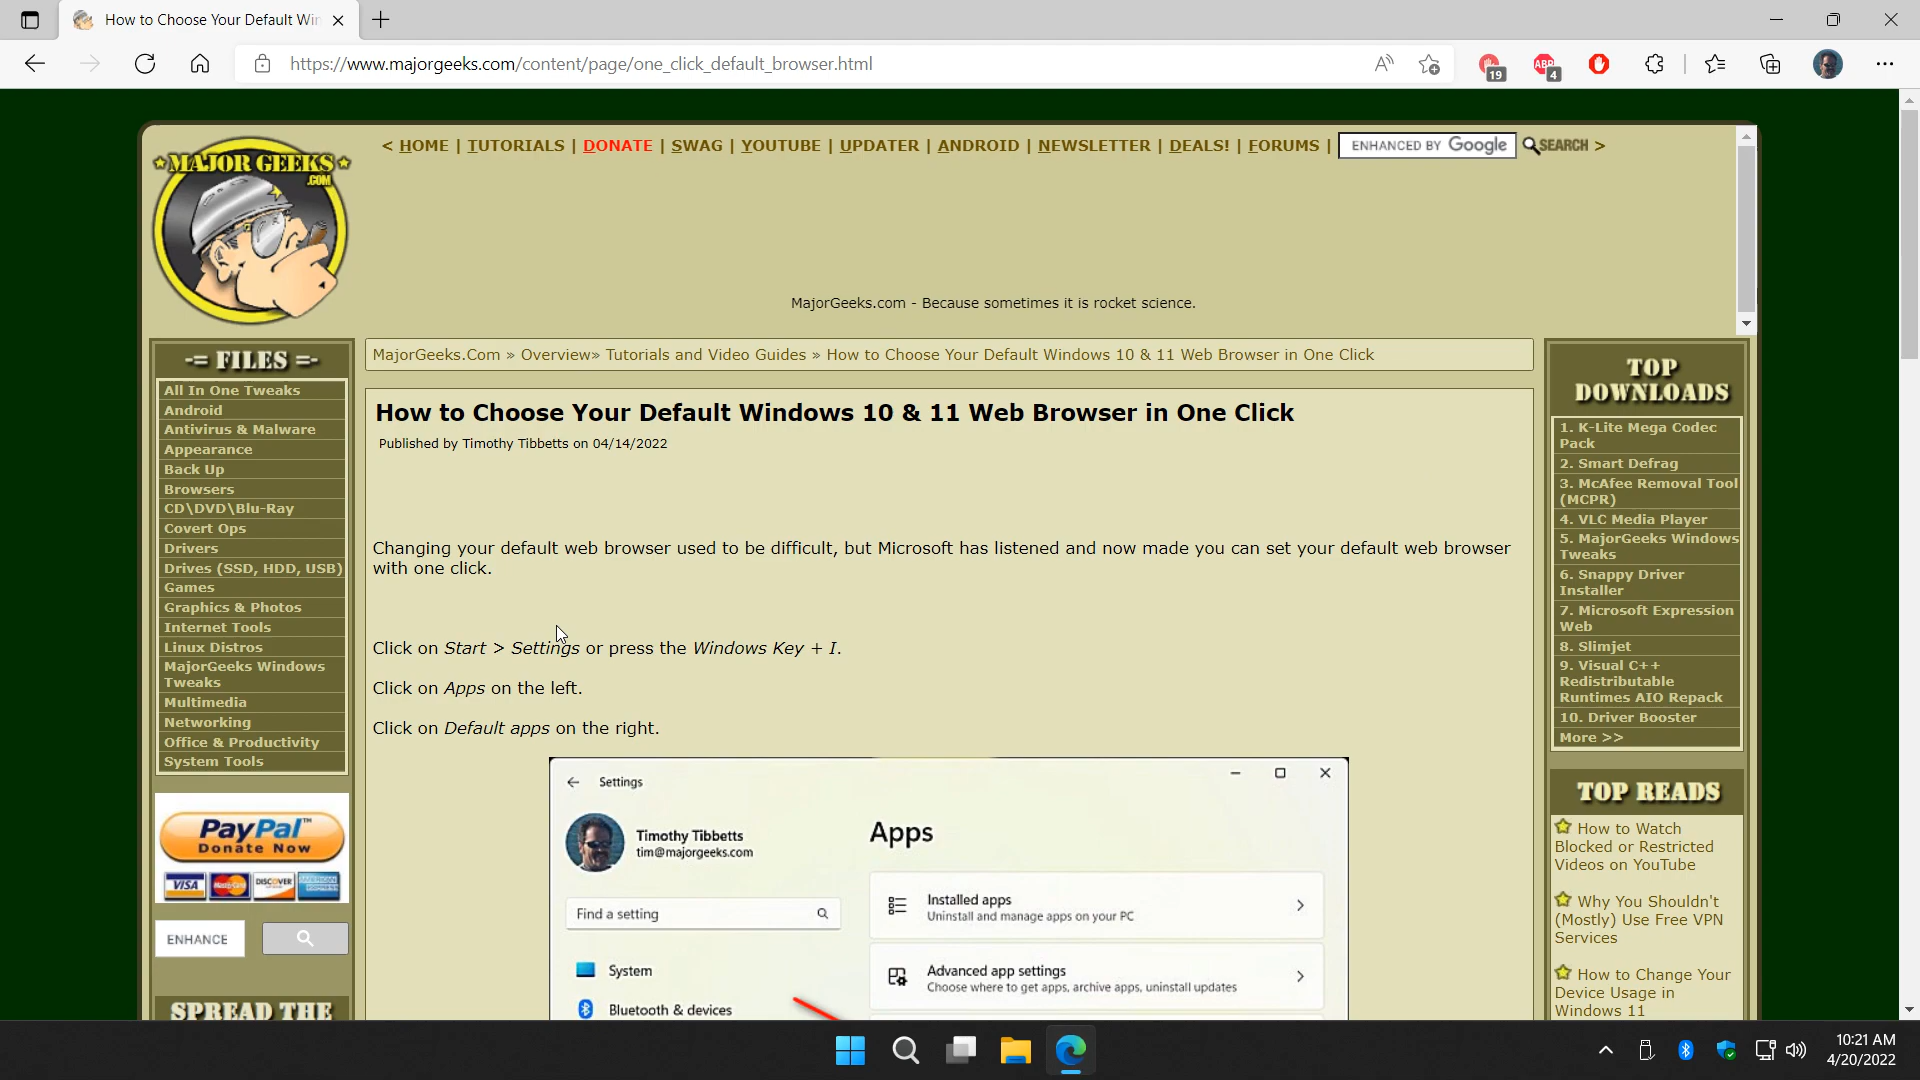 How to Choose Your Default Win
https://www.majorgeeks.com/content/page/one_click_default_browser.html
A
19
ABP
4
MAJOR GEEKS
.COM
< HOME | TUTORIALS | DONATE | SWAG | YOUTUBE | UPDATER | ANDROID | NEWSLETTER | DEALS! | FORUMS | ENHANCED BY Google SEARCH >
MajorGeeks.com - Because sometimes it is rocket science.
-= FILES =-
All In One Tweaks
Android
Antivirus & Malware
Appearance
Back Up
Browsers
CD\DVD\Blu-Ray
Covert Ops
Drivers
Drives (SSD, HDD, USB)
Games
Graphics & Photos
Internet Tools
Linux Distros
MajorGeeks Windows
Tweaks
Multimedia
Networking
Office & Productivity
System Tools
PayPal™
Donate Now
VISA MasterCard DISCOVER AMERICAN EXPRESS
ENHANCE
SPREAD THE
MajorGeeks.Com » Overview» Tutorials and Video Guides » How to Choose Your Default Windows 10 & 11 Web Browser in One Click
How to Choose Your Default Windows 10 & 11 Web Browser in One Click
Published by Timothy Tibbetts on 04/14/2022
Changing your default web browser used to be difficult, but Microsoft has listened and now made you can set your default web browser
with one click.
Click on Start > Settings or press the Windows Key + I.
Click on Apps on the left.
Click on Default apps on the right.
Settings
Timothy Tibbetts
tim@majorgeeks.com
Find a setting
System
Bluetooth & devices
Apps
Installed apps
Uninstall and manage apps on your PC
Advanced app settings
Choose where to get apps, archive apps, uninstall updates
TOP
DOWNLOADS
1. K-Lite Mega Codec
Pack
2. Smart Defrag
3. McAfee Removal Tool
(MCPR)
4. VLC Media Player
5. MajorGeeks Windows
Tweaks
6. Snappy Driver
Installer
7. Microsoft Expression
Web
8. Slimjet
9. Visual C++
Redistributable
Runtimes AIO Repack
10. Driver Booster
More >>
TOP READS
How to Watch
Blocked or Restricted
Videos on YouTube
Why You Shouldn't
(Mostly) Use Free VPN
Services
How to Change Your
Device Usage in
Windows 11
10:21 AM
4/20/2022